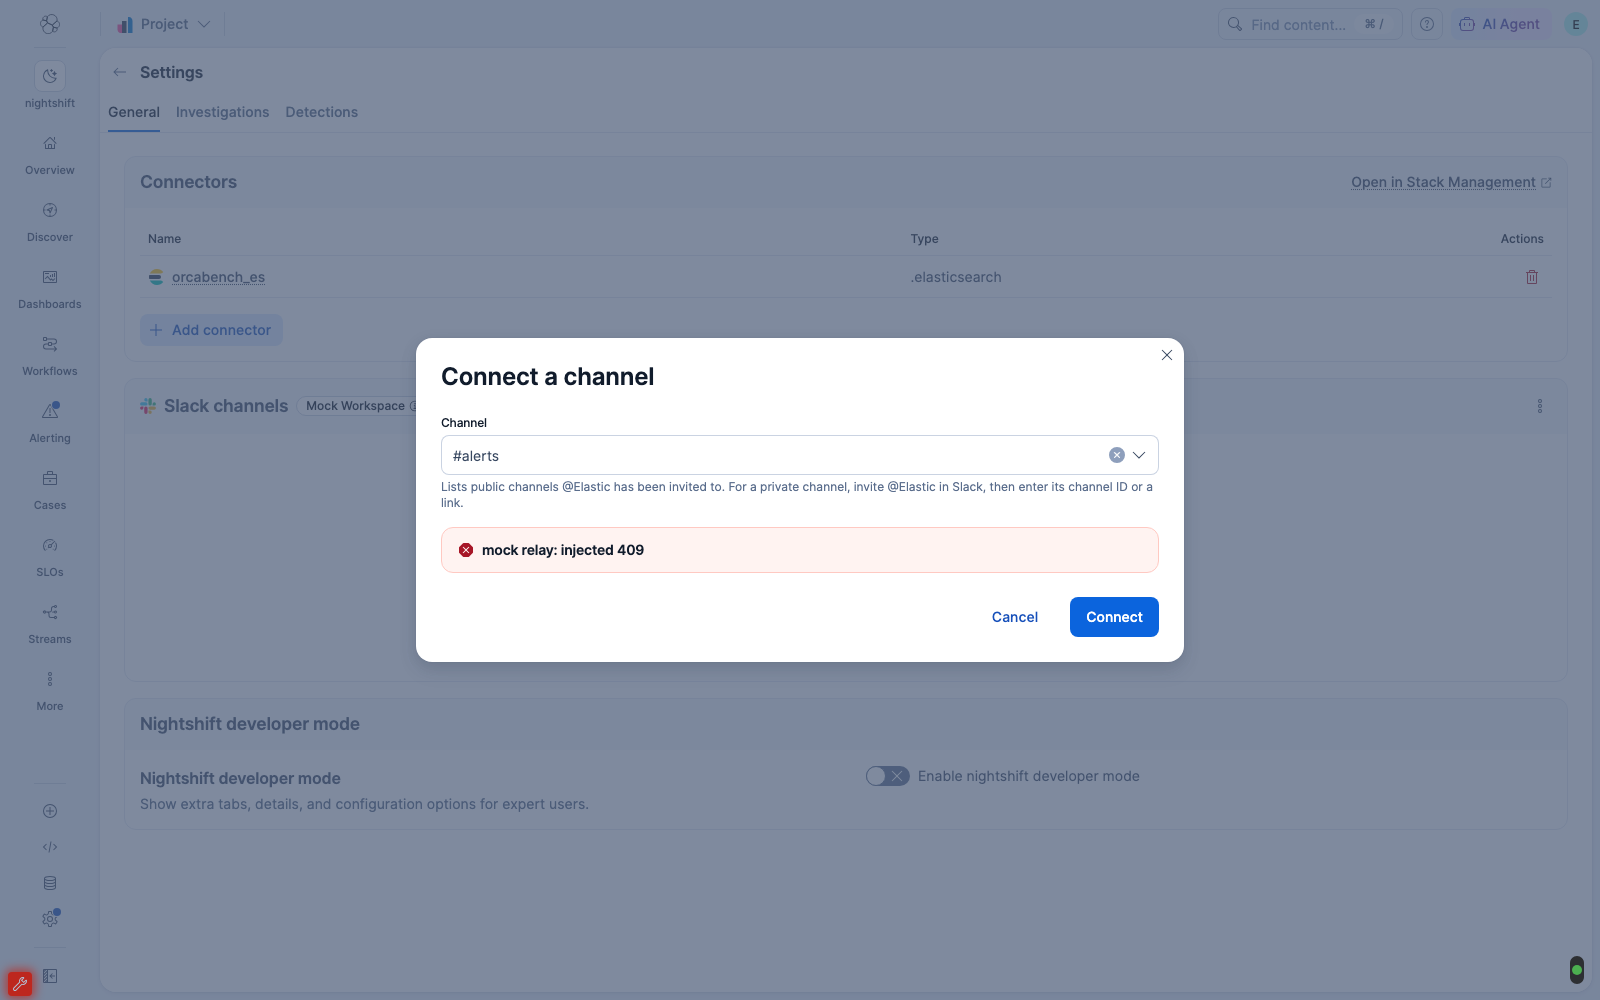 Project
Find content...
⌘ /
AI Agent
E
nightshift
Overview
Discover
Dashboards
Workflows
Alerting
Cases
SLOs
Streams
More
Settings
General
Investigations
Detections
Connectors
Open in Stack Management
Name
Type
Actions
orcabench_es
.elasticsearch
Add connector
Slack channels
Mock Workspace
Connect a channel
Channel
#alerts
Lists public channels @Elastic has been invited to. For a private channel, invite @Elastic in Slack, then enter its channel ID or a
link.
mock relay: injected 409
Cancel
Connect
Nightshift developer mode
Nightshift developer mode
Show extra tabs, details, and configuration options for expert users.
Enable nightshift developer mode